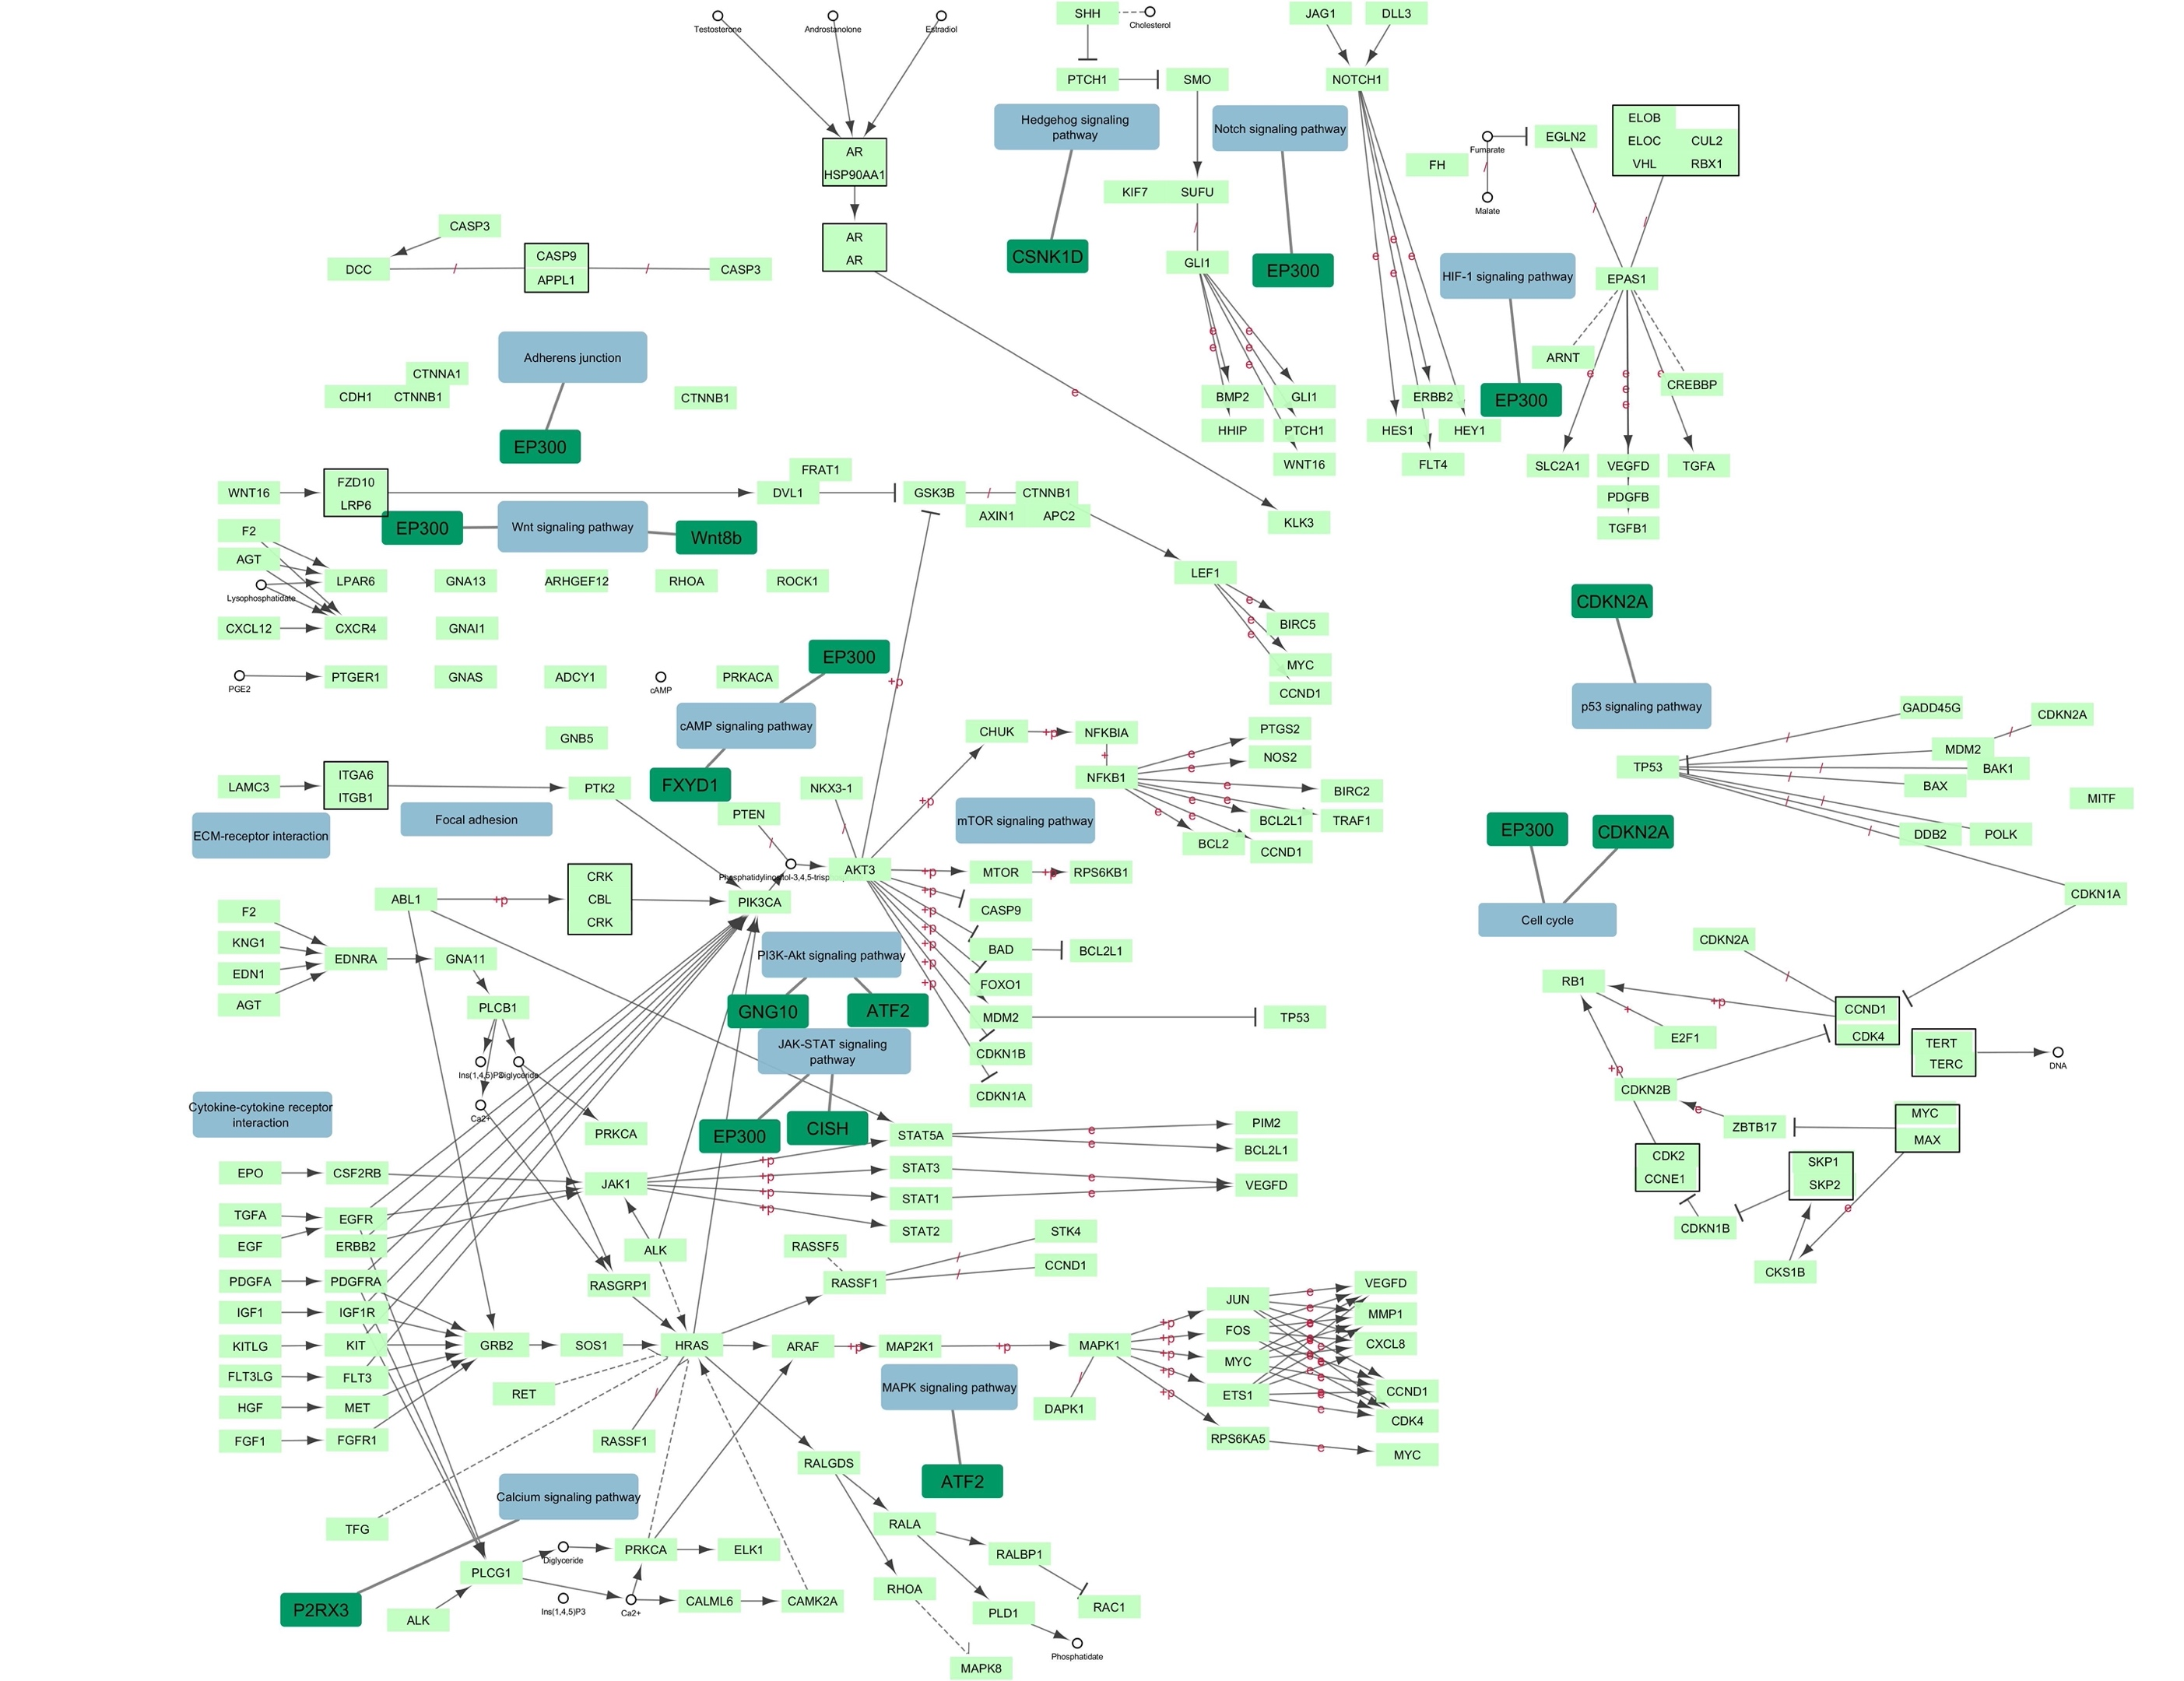 SHH
Cholesterol
JAG1
DLL3
Testosterone
Androstanolone
Estradiol
PTCH1
SMO
NOTCH1
Hedgehog signaling
pathway
Notch signaling pathway
ELOB
ELOC
CUL2
VHL
RBX1
EGLN2
Fumarate
FH
/
Malate
AR
HSP90AA1
KIF7
SUFU
/
/
/
CASP3
AR
AR
e
e
e
DCC
/
CASP9
APPL1
/
CASP3
CSNK1D
GLI1
EP300
HIF-1 signaling pathway
EPAS1
e
e
e
e
e
Adherens junction
ARNT
e
e
e
e
e
CREBBP
CTNNA1
CDH1
CTNNB1
CTNNB1
e
BMP2
GLI1
ERBB2
EP300
EP300
HHIP
PTCH1
HES1
HEY1
WNT16
FLT4
SLC2A1
VEGFD
TGFA
PDGFB
TGFB1
FRAT1
WNT16
FZD10
LRP6
DVL1
GSK3B
/
CTNNB1
AXIN1
APC2
KLK3
F2
EP300
Wnt signaling pathway
Wnt8b
AGT
Lysophosphatidate
LPAR6
GNA13
ARHGEF12
RHOA
ROCK1
LEF1
e
e
e
BIRC5
CDKN2A
CXCL12
CXCR4
GNAI1
EP300
MYC
CCND1
PGE2
PTGER1
GNAS
ADCY1
cAMP
PRKACA
+p
p53 signaling pathway
GADD45G
CDKN2A
cAMP signaling pathway
GNB5
CHUK
+p
NFKBIA
+
PTGS2
NOS2
/
/
MDM2
TP53
/
/
BAK1
BAX
MITF
LAMC3
ITGA6
ITGB1
PTK2
FXYD1
NKX3-1
NFKB1
e
e
e
e
e
e
BIRC2
TRAF1
BCL2L1
BCL2
CCND1
/
/
/
DDB2
POLK
ECM-receptor interaction
Focal adhesion
PTEN
/
/
+p
mTOR signaling pathway
EP300
CDKN2A
AKT3
+p
MTOR
+p
RPS6KB1
CRK
CBL
CRK
ABL1
+p
PIK3CA
+p
+p
+p
+p
+p
+p
CASP9
CDKN1A
Cell cycle
F2
KNG1
EDN1
AGT
EDNRA
GNA11
PI3K-Akt signaling pathway
BAD
BCL2L1
CDKN2A
FOXO1
RB1
/
+p
+
CCND1
CDK4
PLCB1
GNG10
ATF2
MDM2
TP53
E2F1
TERT
TERC
DNA
JAK-STAT signaling
pathway
CDKN1B
Ins(1,4,5)P3
Diglyceride
CDKN1A
+p
CDKN2B
Ca2+
Cytokine-cytokine receptor
interaction
PRKCA
EP300
CISH
STAT5A
e
e
PIM2
BCL2L1
e
ZBTB17
MYC
MAX
EPO
CSF2RB
JAK1
+p
+p
+p
+p
STAT3
STAT1
STAT2
e
e
VEGFD
CDK2
CCNE1
SKP1
SKP2
TGFA
EGF
EGFR
ERBB2
ALK
CDKN1B
e
RASSF5
RASSF1
/
/
STK4
CCND1
CKS1B
PDGFA
PDGFRA
RASGRP1
IGF1
IGF1R
KITLG
KIT
GRB2
SOS1
HRAS
ARAF
+p
MAP2K1
+p
MAPK1
+p
+p
+p
+p
+p
JUN
FOS
MYC
ETS1
RPS6KA5
e
e
e
e
e
e
e
e
e
e
VEGFD
MMP1
CXCL8
CCND1
CDK4
MYC
FLT3LG
FLT3
HGF
MET
FGF1
FGFR1
RET
/
RASSF1
MAPK signaling pathway
/
DAPK1
RALGDS
ATF2
Calcium signaling pathway
TFG
RALA
RALBP1
Diglyceride
PRKCA
ELK1
PLCG1
P2RX3
ALK
Ins(1,4,5)P3
Ca2+
CALML6
CAMK2A
RHOA
PLD1
RAC1
Phosphatidate
MAPK8